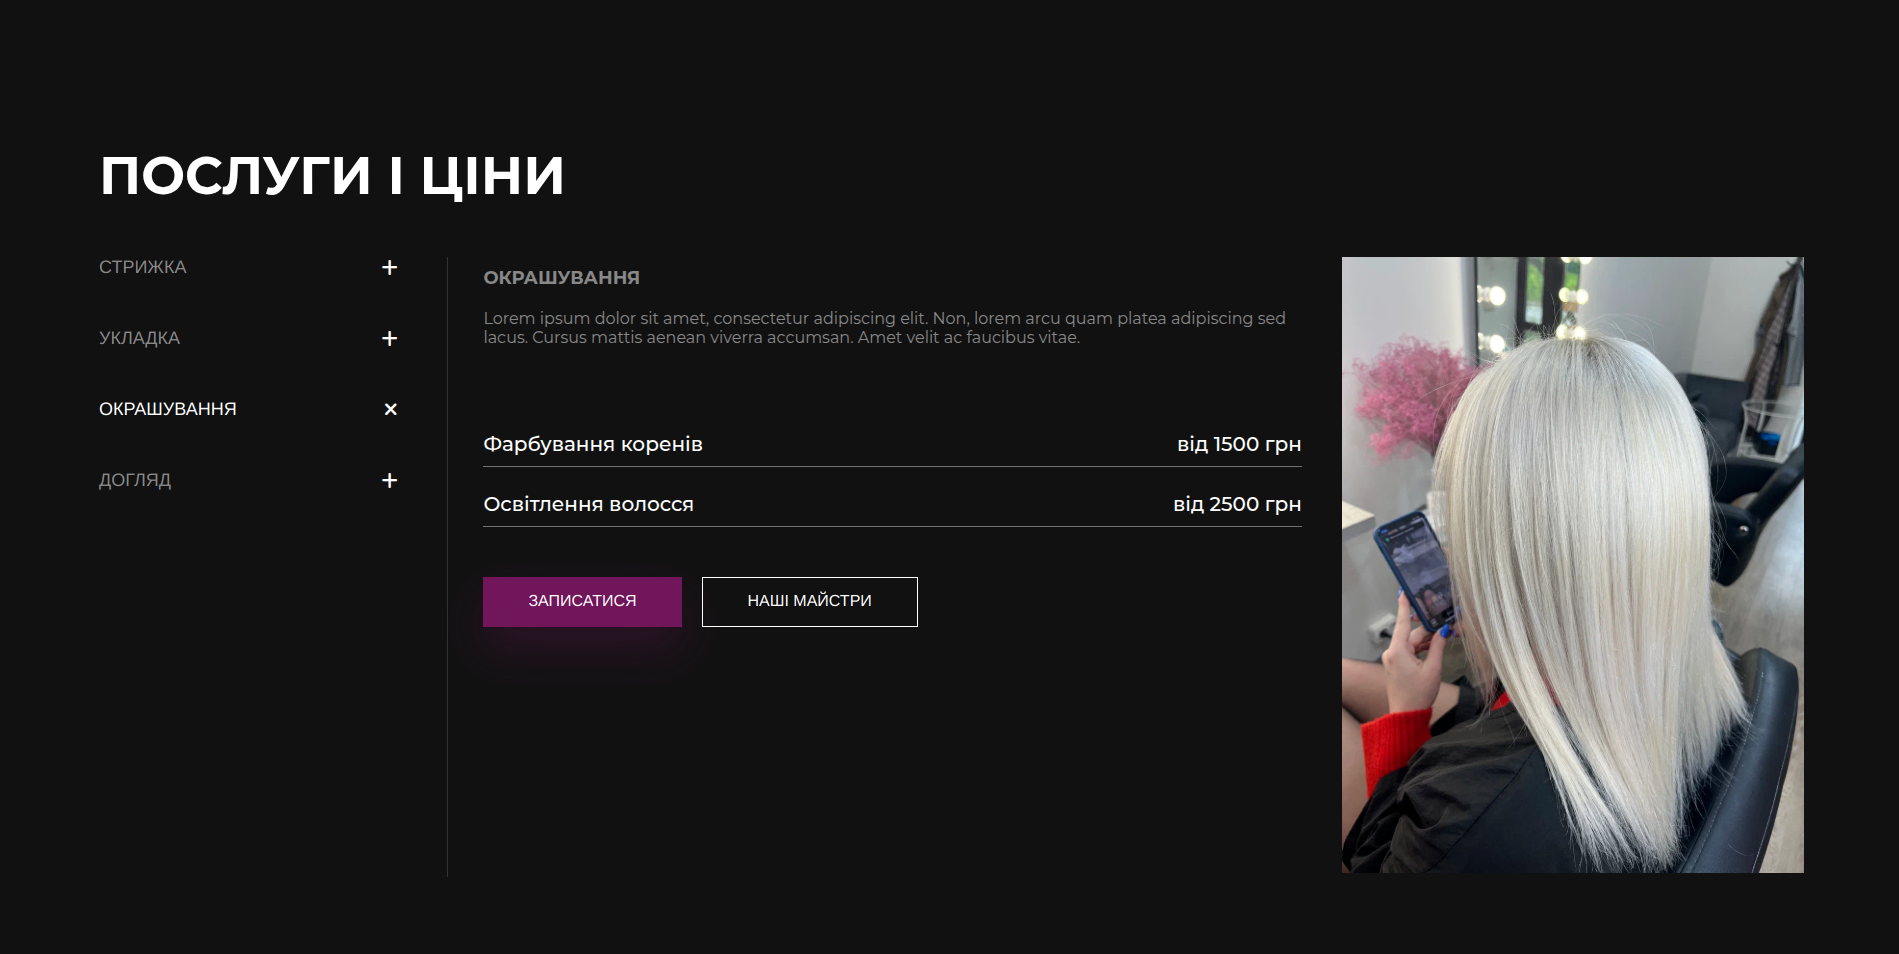 ПОСЛУГИ І ЦІНИ
СТРИЖКА
УКЛАДКА
ОКРАШУВАННЯ
ДОГЛЯД
ОКРАШУВАННЯ
Lorem ipsum dolor sit amet, consectetur adipiscing elit. Non, lorem arcu quam platea adipiscing sed
lacus. Cursus mattis aenean viverra accumsan. Amet velit ac faucibus vitae.
Фарбування коренів від 1500 грн
Освітлення волосся від 2500 грн
ЗАПИСАТИСЯ НАШІ МАЙСТРИ